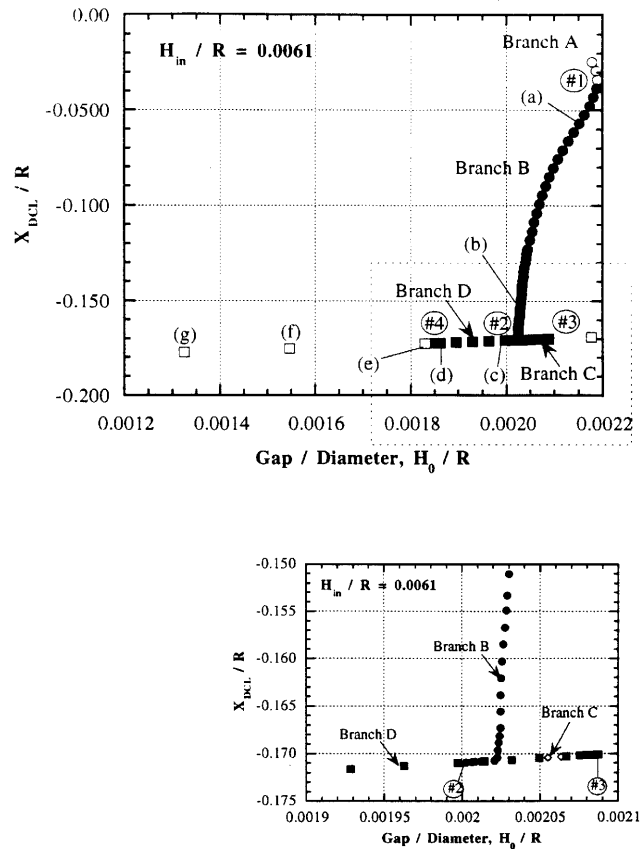 0.00
-0.0500
-0.100
-0.150
-0.200
X_DCL / R
H_in / R = 0.0061
Branch A
#1
(a)
Branch B
(b)
Branch D
#4
#2
#3
(g)
(f)
(e)
(d)
(c)
Branch C
0.0012
0.0014
0.0016
0.0018
0.0020
0.0022
Gap / Diameter, H_0 / R
-0.150
-0.155
-0.160
-0.165
-0.170
-0.175
X_DCL / R
H_in / R = 0.0061
Branch B
Branch D
Branch C
#2
#3
0.0019
0.00195
0.002
0.00205
0.0021
Gap / Diameter, H_0 / R